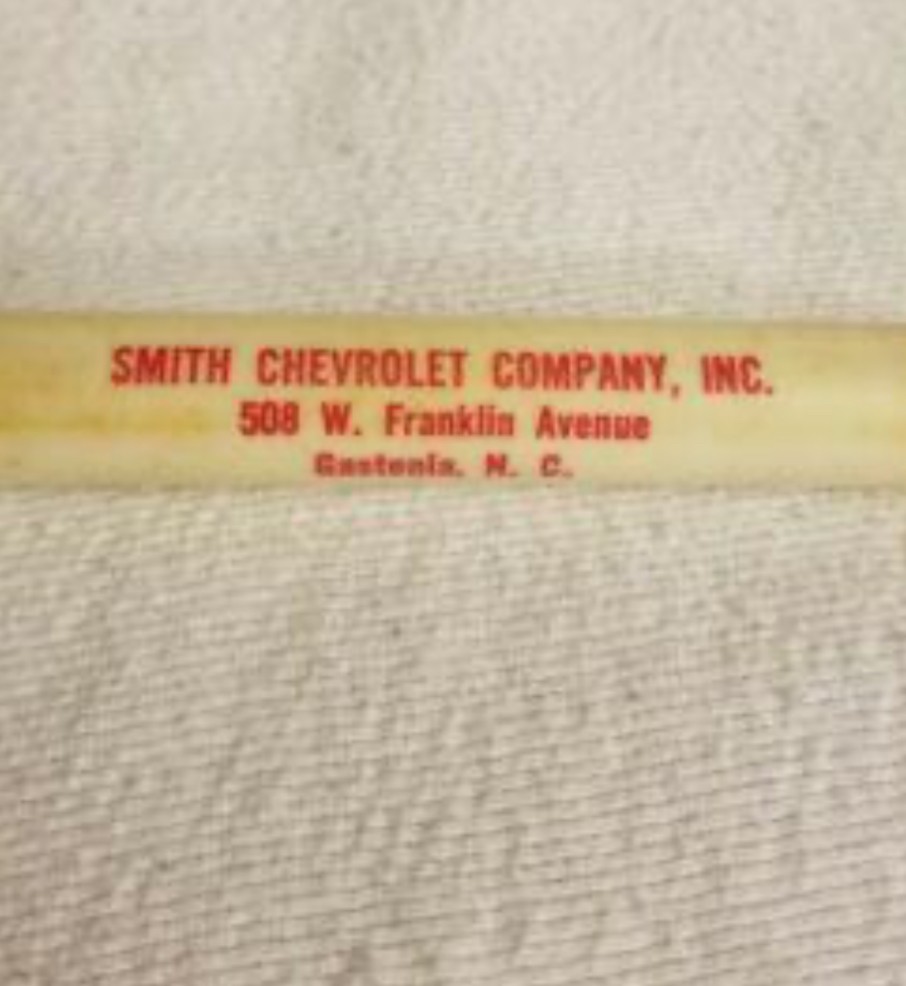 SMITH CHEVROLET COMPANY, INC.
508 W. Franklin Avenue
Gastonia, N. C.